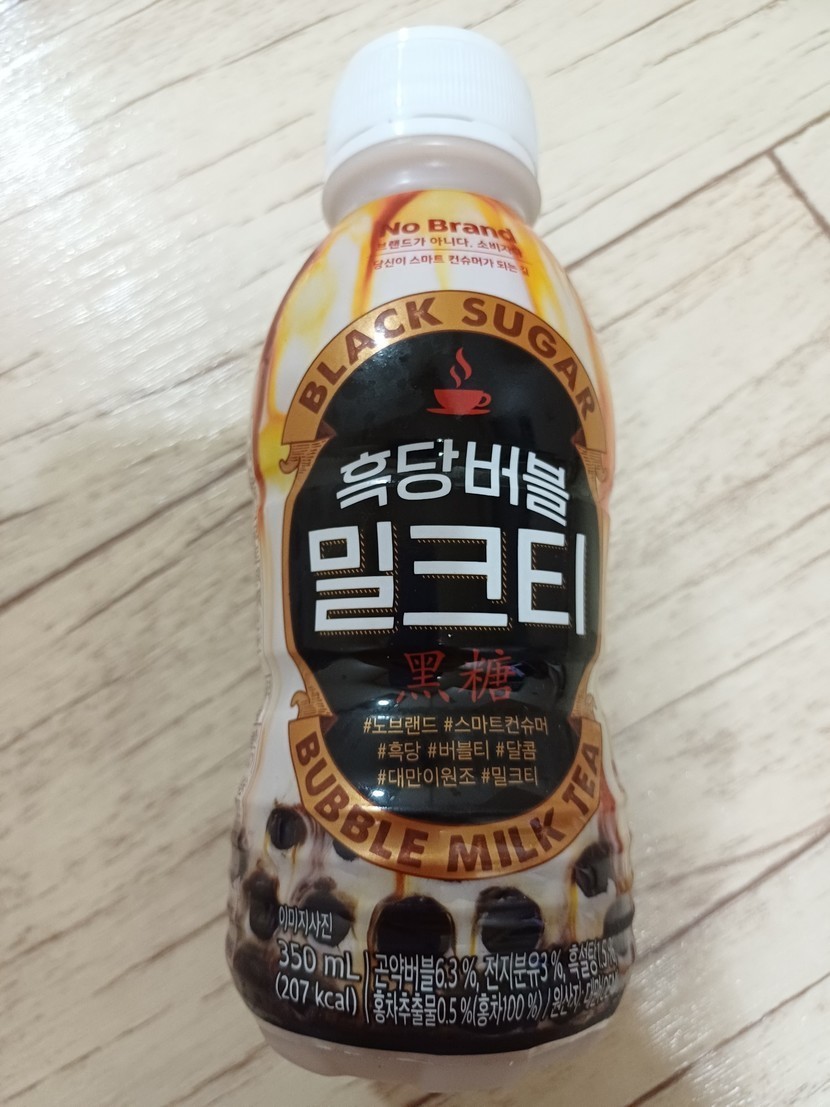 No Brand
브랜드가 아니다. 소비자다.
당신이 스마트 컨슈머가 되는 길
BLACK SUGAR
흑당버블
밀크티
黑糖
#노브랜드 #스마트컨슈머
#흑당 #버블티 #달콤
#대만이원조 #밀크티
BUBBLE MILK TEA
이미지사진
350 mL
(207 kcal)
곤약버블6.3 %, 전지분유3 %, 흑설탕1.5
홍차추출물0.5 %(홍차100 %) / 원산지: